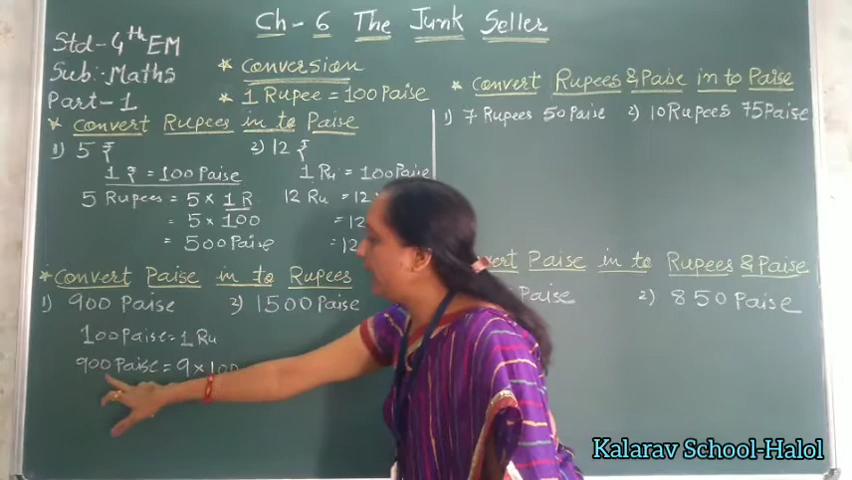 Ch - 6 The Junk Seller
Std - 4th EM
Sub:- Maths
Part - 1
* Conversion
* 1 Rupee = 100 Paise
* Convert Rupees in to Paise
1) 5 ₹
1 ₹ = 100 Paise
5 Rupees = 5 × 1 R
= 5 × 100
= 500 Paise
2) 12 ₹
1 Ru = 100 Paise
12 Ru = 12
= 12
= 12
* Convert Paise in to Rupees
1) 900 Paise
100 Paise = 1 Ru
900 Paise = 9 × 100
2) 1500 Paise
* Convert Rupees & Paise in to Paise
1) 7 Rupees 50 Paise
2) 10 Rupees 75 Paise
Paise in to Rupees & Paise
Paise
2) 850 Paise
Kalarav School-Halol